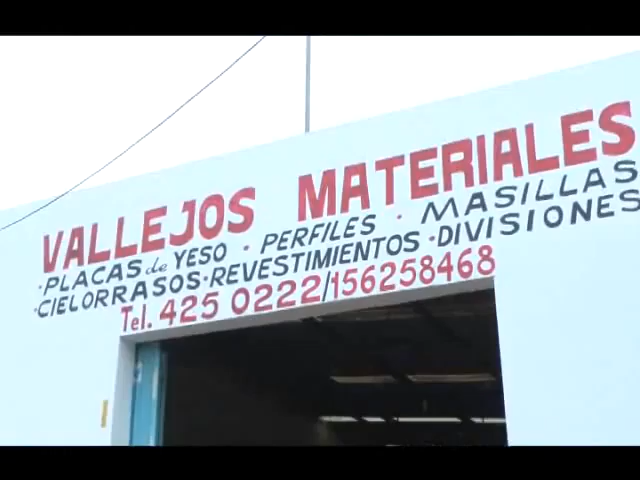 VALLEJOS MATERIALES
·PLACAS de YESO · PERFILES · MASILLAS
·CIELORRASOS·REVESTIMIENTOS·DIVISIONES
Tel. 425 0222/156258468